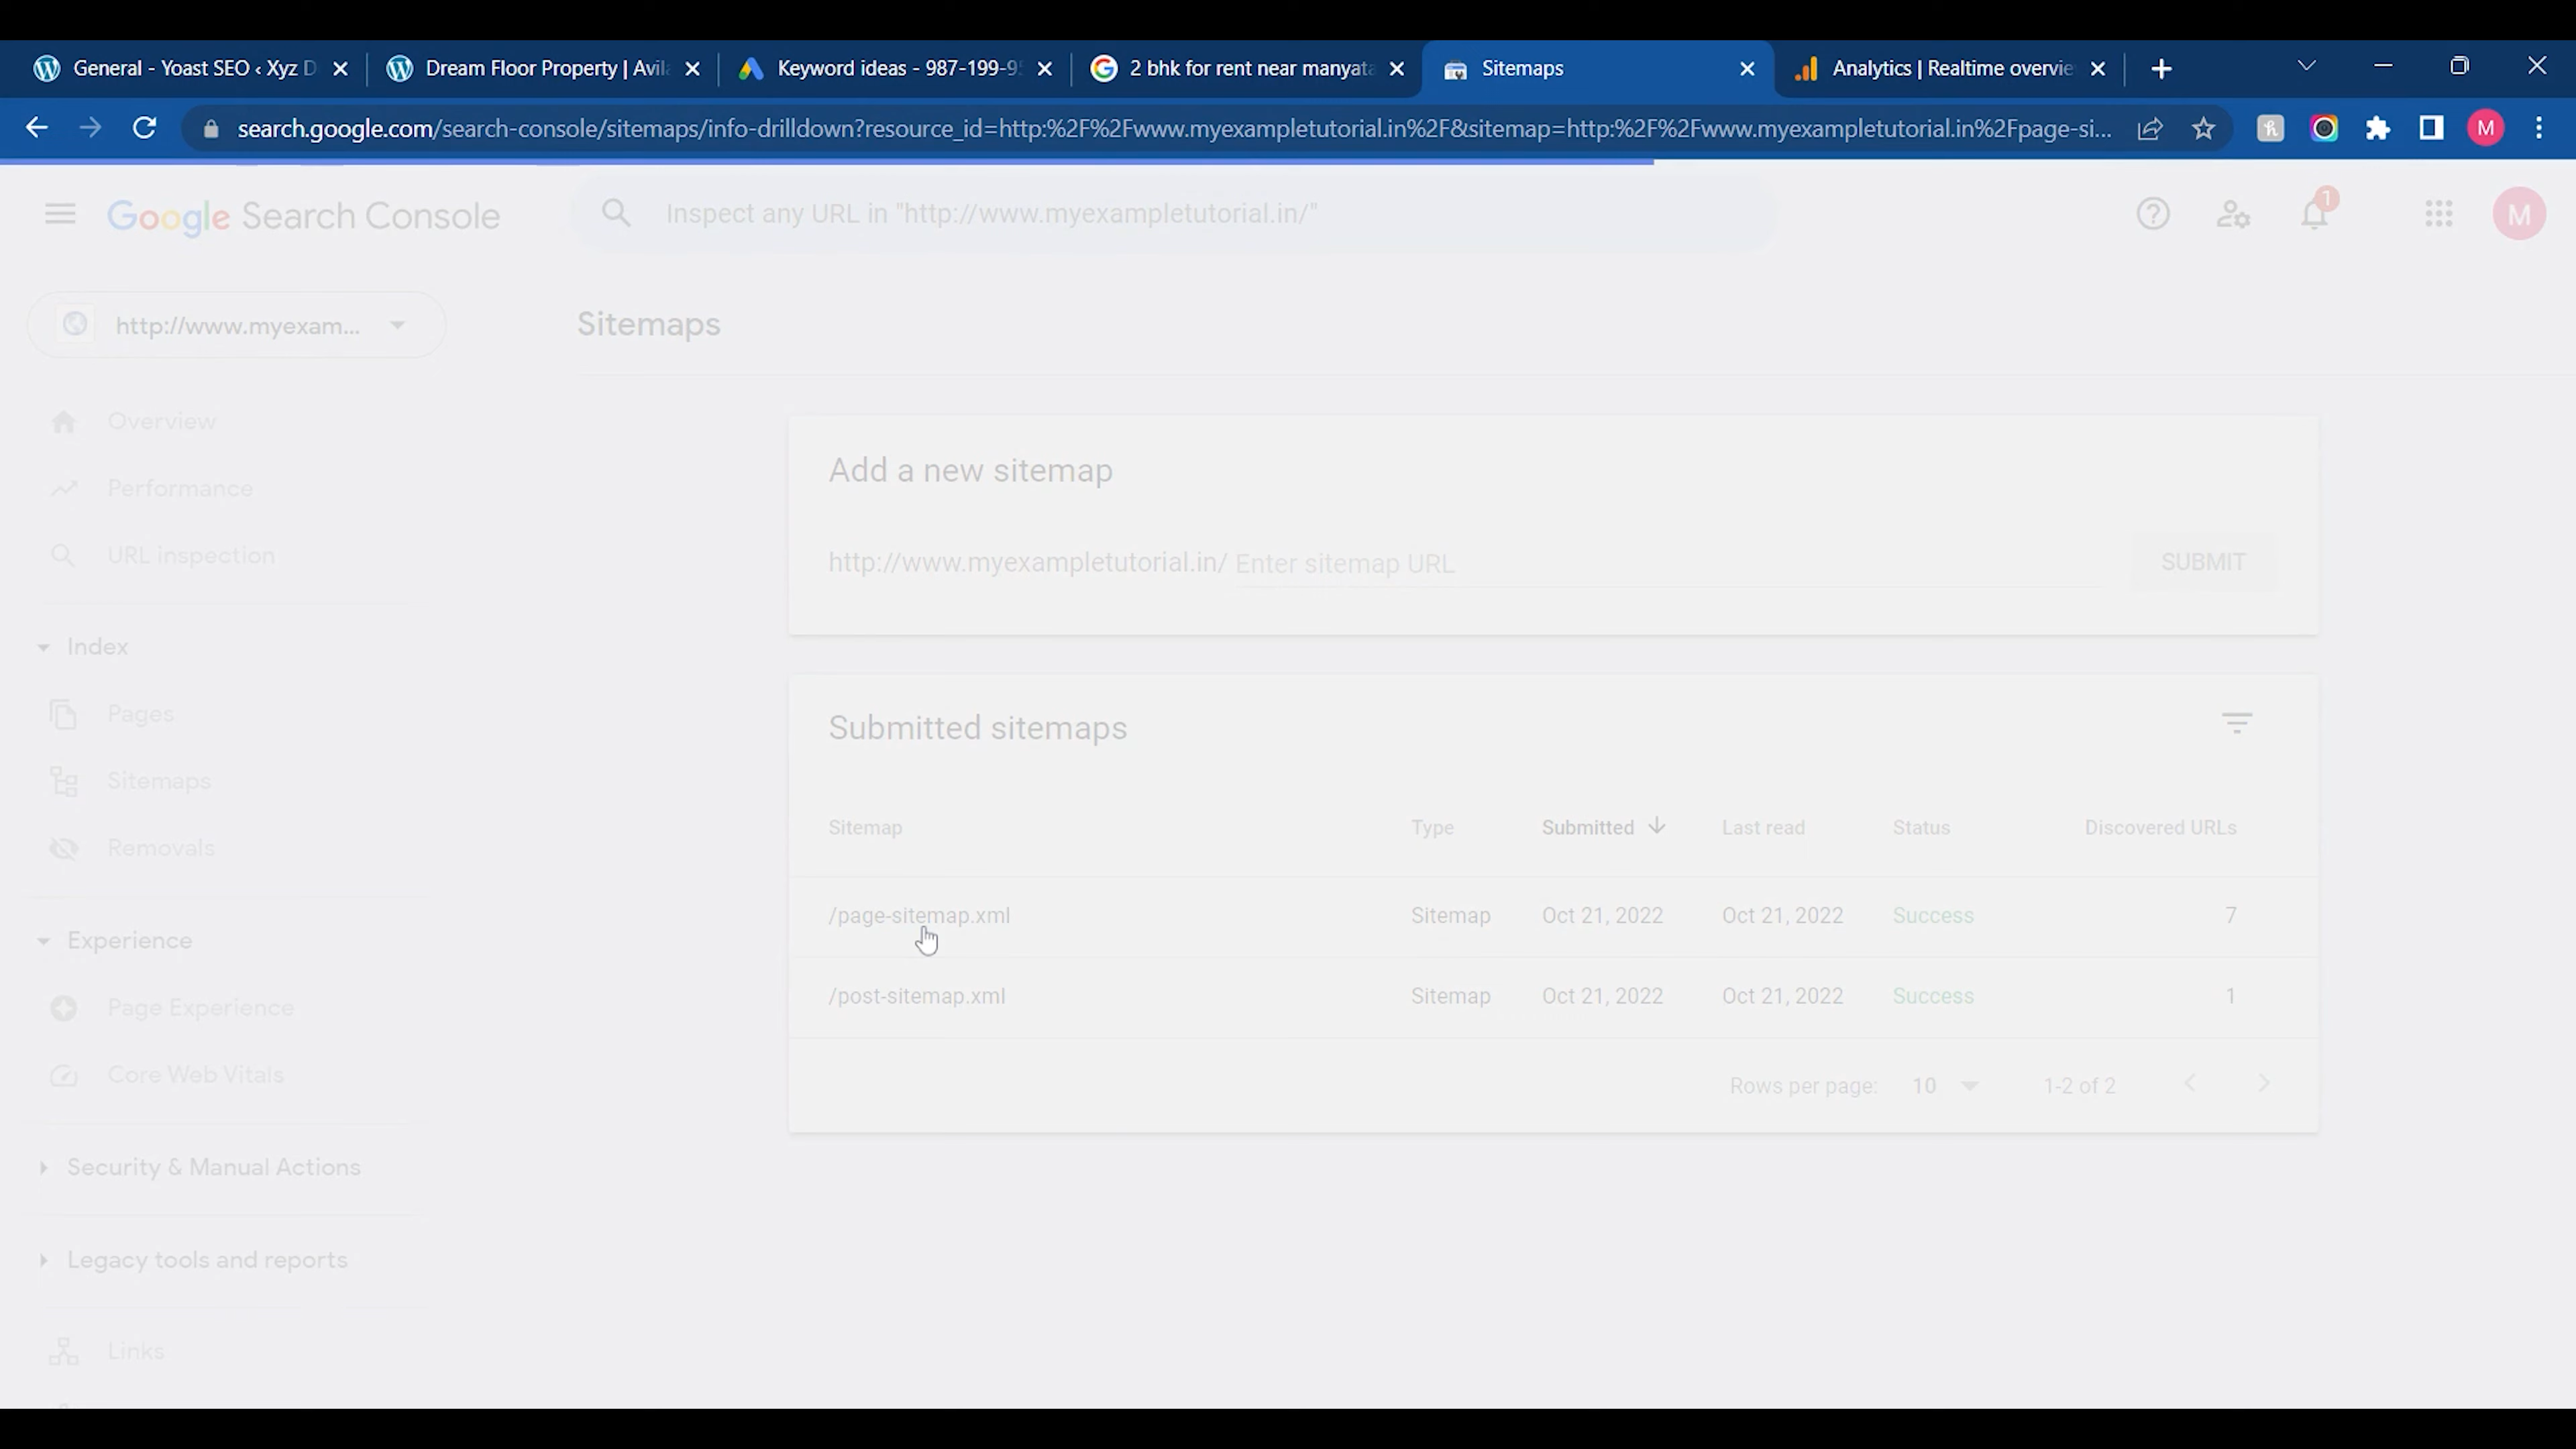 General - Yoast SEO ‹ Xyz D
Dream Floor Property | Avila
Keyword ideas - 987-199-95
2 bhk for rent near manyata
Sitemaps
Analytics | Realtime overvie
search.google.com/search-console/sitemaps/info-drilldown?resource_id=http:%2F%2Fwww.myexampletutorial.in%2F&sitemap=http:%2F%2Fwww.myexampletutorial.in%2Fpage-si...
M
Google Search Console
Inspect any URL in "http://www.myexampletutorial.in/"
1
M
http://www.myexam...
Sitemaps
Overview
Performance
URL inspection
Index
Pages
Sitemaps
Removals
Experience
Page Experience
Core Web Vitals
Security & Manual Actions
Legacy tools and reports
Links
Add a new sitemap
http://www.myexampletutorial.in/ Enter sitemap URL
SUBMIT
Submitted sitemaps
Sitemap Type Submitted Last read Status Discovered URLs
/page-sitemap.xml Sitemap Oct 21, 2022 Oct 21, 2022 Success 7
/post-sitemap.xml Sitemap Oct 21, 2022 Oct 21, 2022 Success 1
Rows per page: 10 1-2 of 2